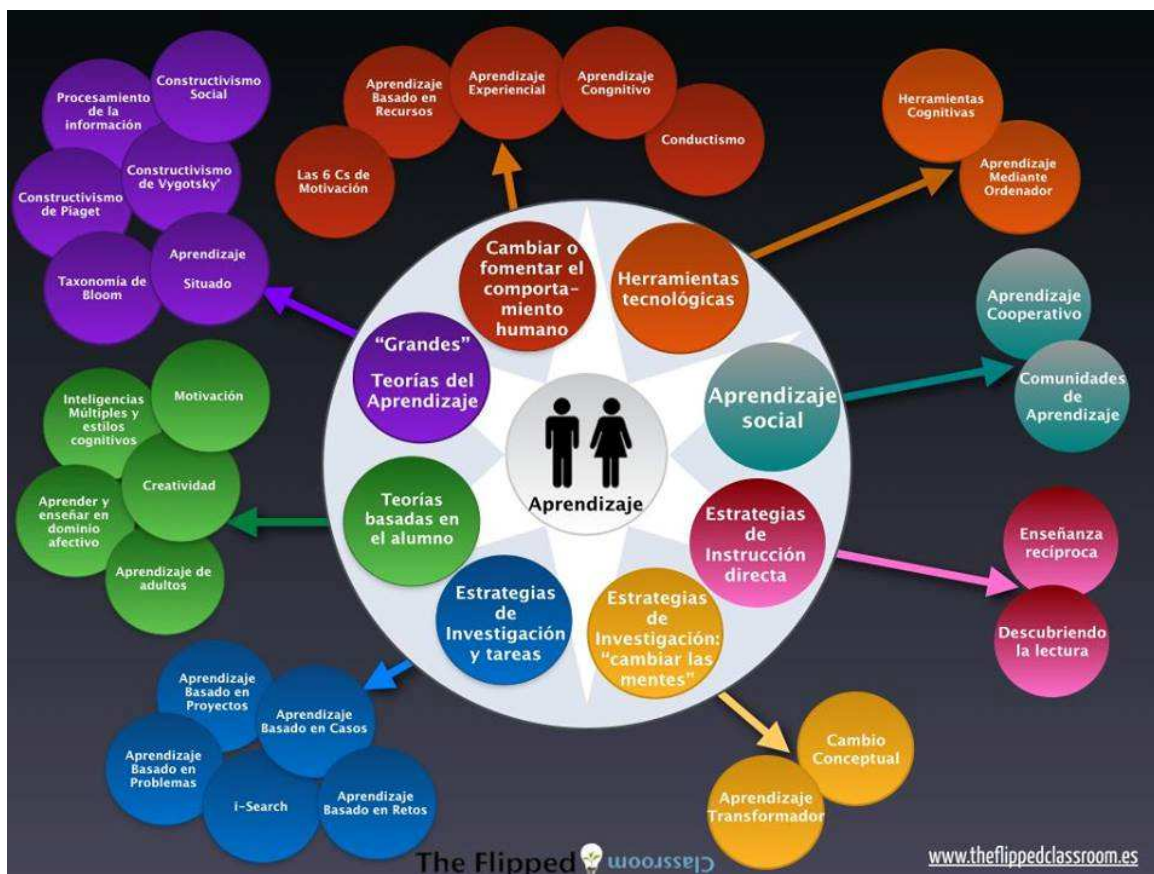 Procesamiento
de la
información
Constructivismo
Social
Constructivismo
de Piaget
Constructivismo
de Vygotsky'
Taxonomía de
Bloom
Aprendizaje
Situado
Aprendizaje
Basado en
Recursos
Aprendizaje
Experiencial
Aprendizaje
Congnitivo
Conductismo
Las 6 Cs de
Motivación
Herramientas
Cognitivas
Aprendizaje
Mediante
Ordenador
Cambiar o
fomentar el
comporta-
miento
humano
Herramientas
tecnológicas
"Grandes"
Teorías del
Aprendizaje
Aprendizaje
social
Aprendizaje
Cooperativo
Comunidades
de
Aprendizaje
Inteligencias
Múltiples y
estilos
cognitivos
Motivación
Creatividad
Aprender y
enseñar en
dominio
afectivo
Aprendizaje de
adultos
Teorías
basadas en
el alumno
Aprendizaje
Estrategias
de
Instrucción
directa
Enseñanza
recíproca
Descubriendo
la lectura
Estrategias
de
Investigación
y tareas
Estrategias
de
Investigación:
"cambiar las
mentes"
Aprendizaje
Basado en
Proyectos
Aprendizaje
Basado en Casos
Aprendizaje
Basado en
Problemas
i-Search
Aprendizaje
Basado en Retos
Cambio
Conceptual
Aprendizaje
Transformador
The Flipped Classroom
www.theflippedclassroom.es